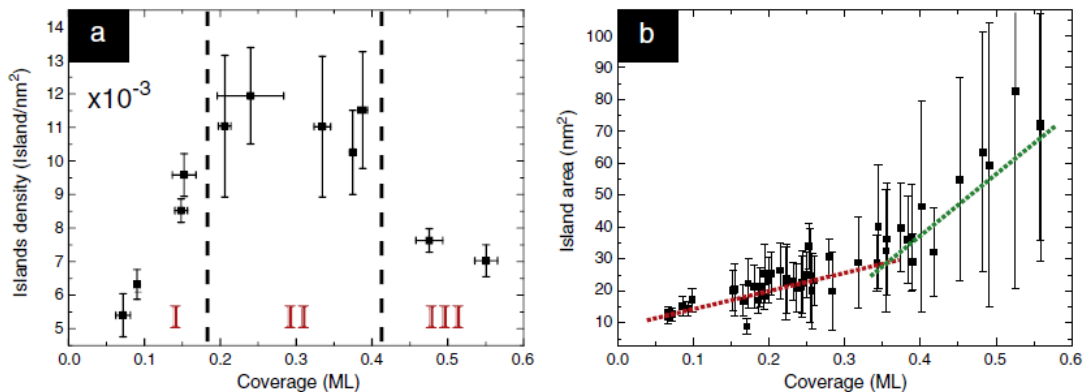 a
x10-3
I
II
III
14
13
12
11
10
9
8
7
6
5
Islands density (Island/nm2)
0.0 0.1 0.2 0.3 0.4 0.5 0.6
Coverage (ML)
b
100
90
80
70
60
50
40
30
20
10
0
Island area (nm2)
0.0 0.1 0.2 0.3 0.4 0.5 0.6
Coverage (ML)